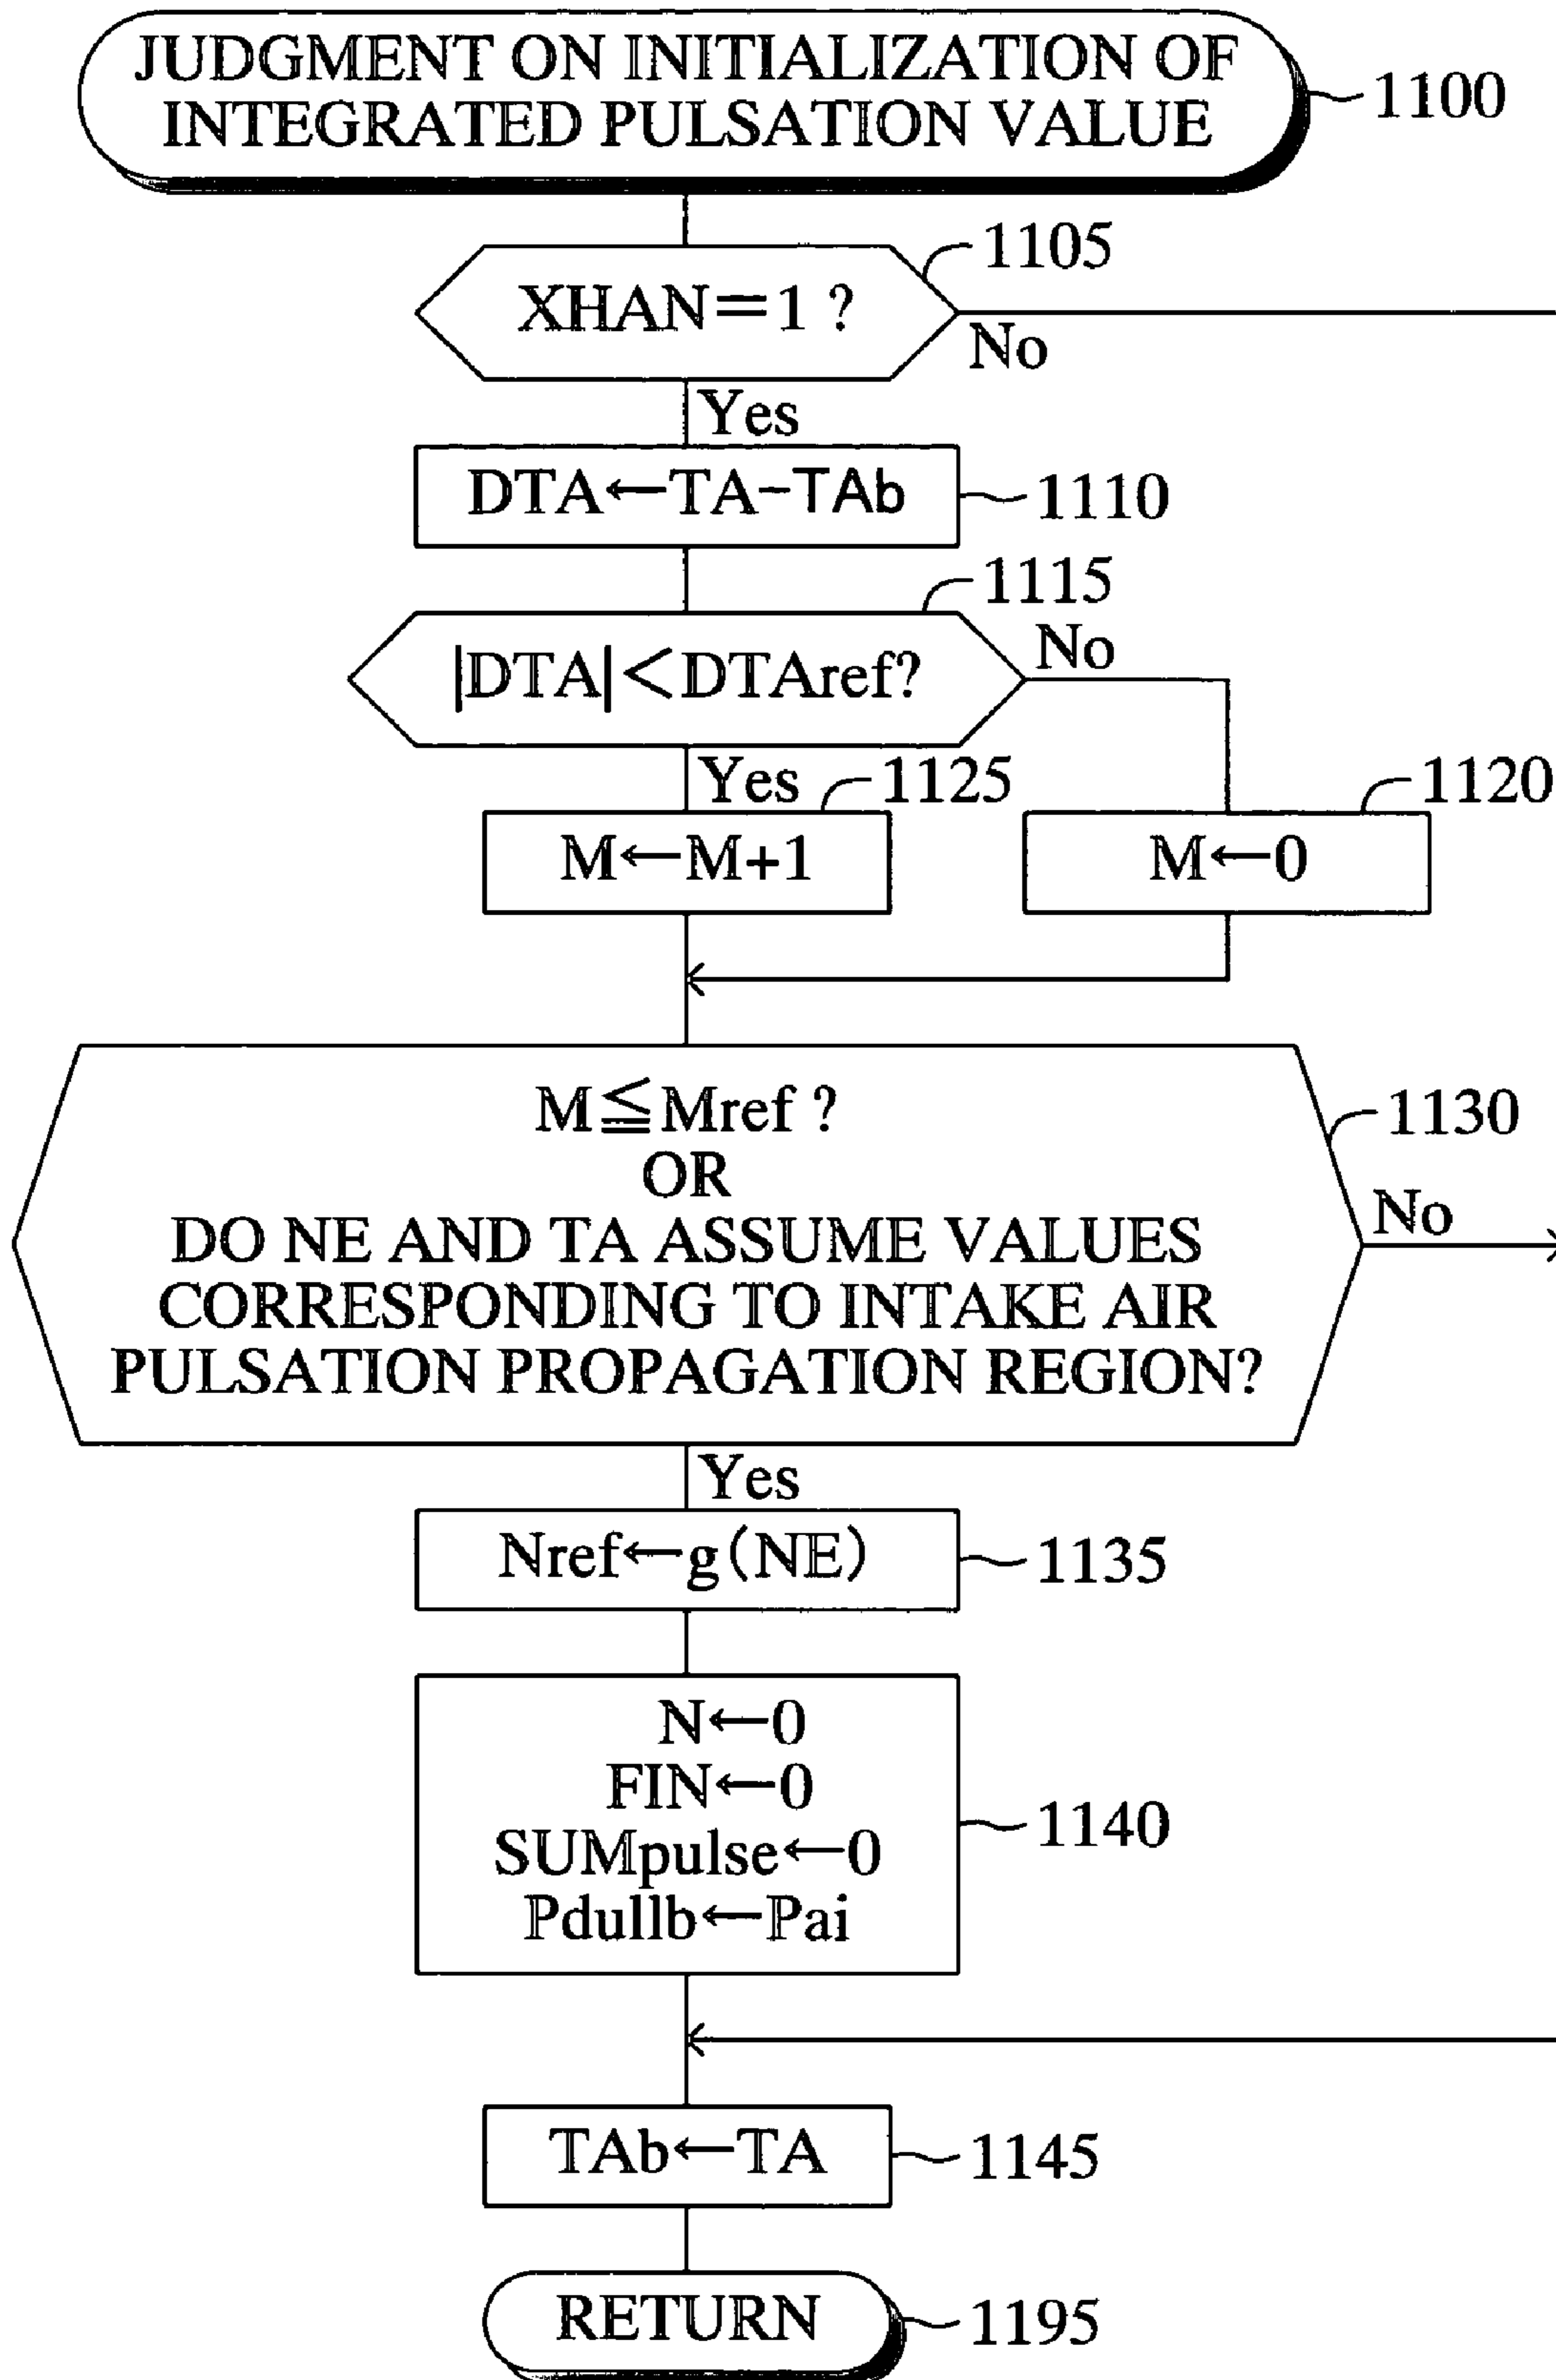 JUDGMENT ON INITIALIZATION OF
INTEGRATED PULSATION VALUE
1100
1105
XHAN=1 ?
No
Yes
DTA←TA-TAb
1110
1115
|DTA|<DTAref?
No
Yes
1125
1120
M←M+1
M←0
M≦Mref ?
1130
OR
DO NE AND TA ASSUME VALUES
No
CORRESPONDING TO INTAKE AIR
PULSATION PROPAGATION REGION?
Yes
Nref←g(NE)
1135
N←0
FIN←0
1140
SUMpulse←0
Pdullb←Pai
TAb←TA
1145
RETURN
1195